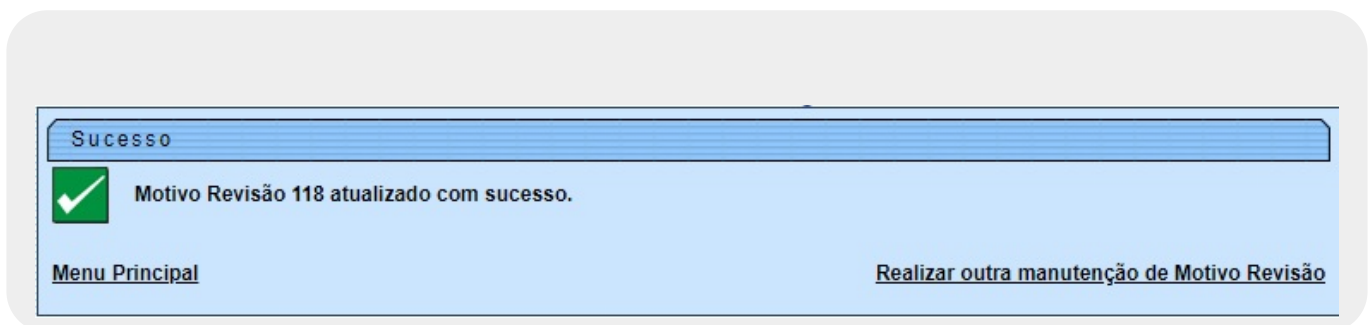 Sucesso
Motivo Revisão 118 atualizado com sucesso.
Menu Principal
Realizar outra manutenção de Motivo Revisão